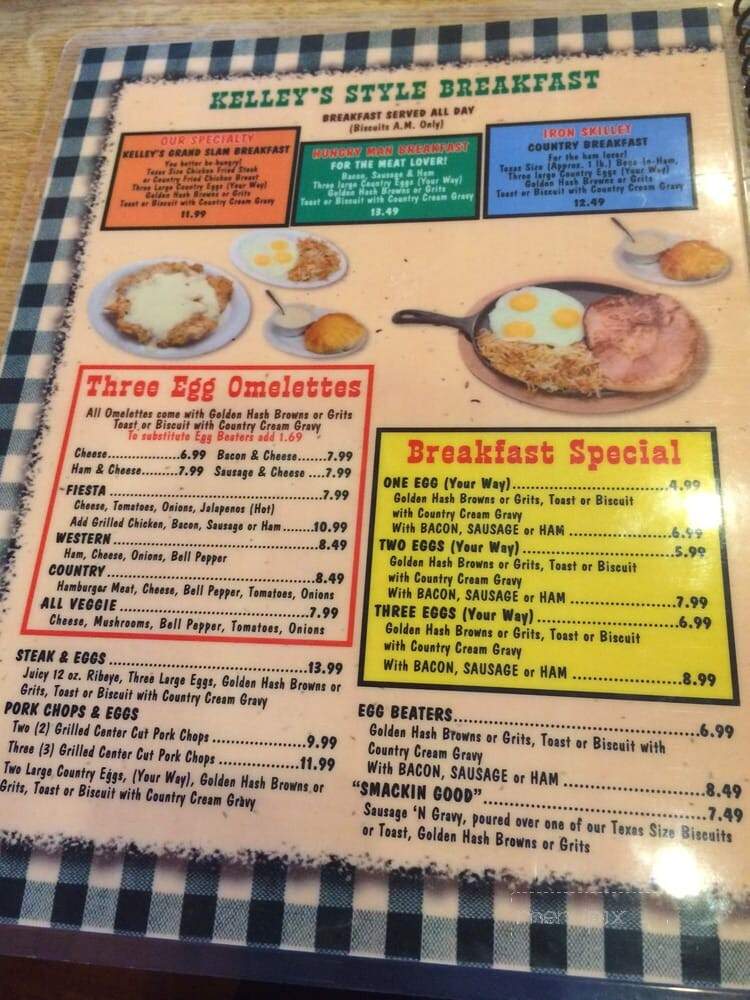 KELLEY'S STYLE BREAKFAST
BREAKFAST SERVED ALL DAY
(Biscuits A.M. Only)
OUR SPECIALTY
KELLEY'S GRAND SLAM BREAKFAST
You better be hungry!
Texas Size Chicken Fried Steak
or Country Fried Chicken Breast
Three Large Country Eggs (Your Way)
Golden Hash Browns or Grits
Toast or Biscuit with Country Cream Gravy
11.99
HUNGRY MAN BREAKFAST
FOR THE MEAT LOVER!
Bacon, Sausage & Ham
Three large Country Eggs (Your Way)
Golden Hash Browns or Grits
Toast or Biscuit with Country Cream Gravy
13.49
IRON SKILLET
COUNTRY BREAKFAST
For the ham lover!
Texas Size (Approx. 1 lb.) Bone-In-Ham,
Three large Country Eggs (Your Way)
Golden Hash Browns or Grits
Toast or Biscuit with Country Cream Gravy
12.49
Three Egg Omelettes
All Omelettes come with Golden Hash Browns or Grits
Toast or Biscuit with Country Cream Gravy
To substitute Egg Beaters add 1.69
Cheese...............6.99 Bacon & Cheese......7.99
Ham & Cheese........7.99 Sausage & Cheese ....7.99
FIESTA ..........................................7.99
Cheese, Tomatoes, Onions, Jalapenos (Hot)
Add Grilled Chicken, Bacon, Sausage or Ham.......10.99
WESTERN..........................................8.49
Ham, Cheese, Onions, Bell Pepper
COUNTRY..........................................8.49
Hamburger Meat, Cheese, Bell Pepper, Tomatoes, Onions
ALL VEGGIE .......................................7.99
Cheese, Mushrooms, Bell Pepper, Tomatoes, Onions
Breakfast Special
ONE EGG (Your Way)..............................4.99
Golden Hash Browns or Grits, Toast or Biscuit
with Country Cream Gravy
With BACON, SAUSAGE or HAM .....................6.99
TWO EGGS (Your Way) ............................5.99
Golden Hash Browns or Grits, Toast or Biscuit
with Country Cream Gravy
With BACON, SAUSAGE or HAM .....................7.99
THREE EGGS (Your Way)...........................6.99
Golden Hash Browns or Grits, Toast or Biscuit
with Country Cream Gravy
With BACON, SAUSAGE or HAM .....................8.99
STEAK & EGGS .....................................13.99
Juicy 12 oz. Ribeye, Three Large Eggs, Golden Hash Browns or
Grits, Toast or Biscuit with Country Cream Gravy
PORK CHOPS & EGGS
Two (2) Grilled Center Cut Pork Chops ................9.99
Three (3) Grilled Center Cut Pork Chops ..............11.99
Two Large Country Eggs, (Your Way), Golden Hash Browns or
Grits, Toast or Biscuit with Country Cream Gravy
EGG BEATERS.....................................6.99
Golden Hash Browns or Grits, Toast or Biscuit with
Country Cream Gravy
With BACON, SAUSAGE or HAM ......................8.49
"SMACKIN GOOD"..................................7.49
Sausage 'N Gravy, poured over one of our Texas Size Biscuits
or Toast, Golden Hash Browns or Grits